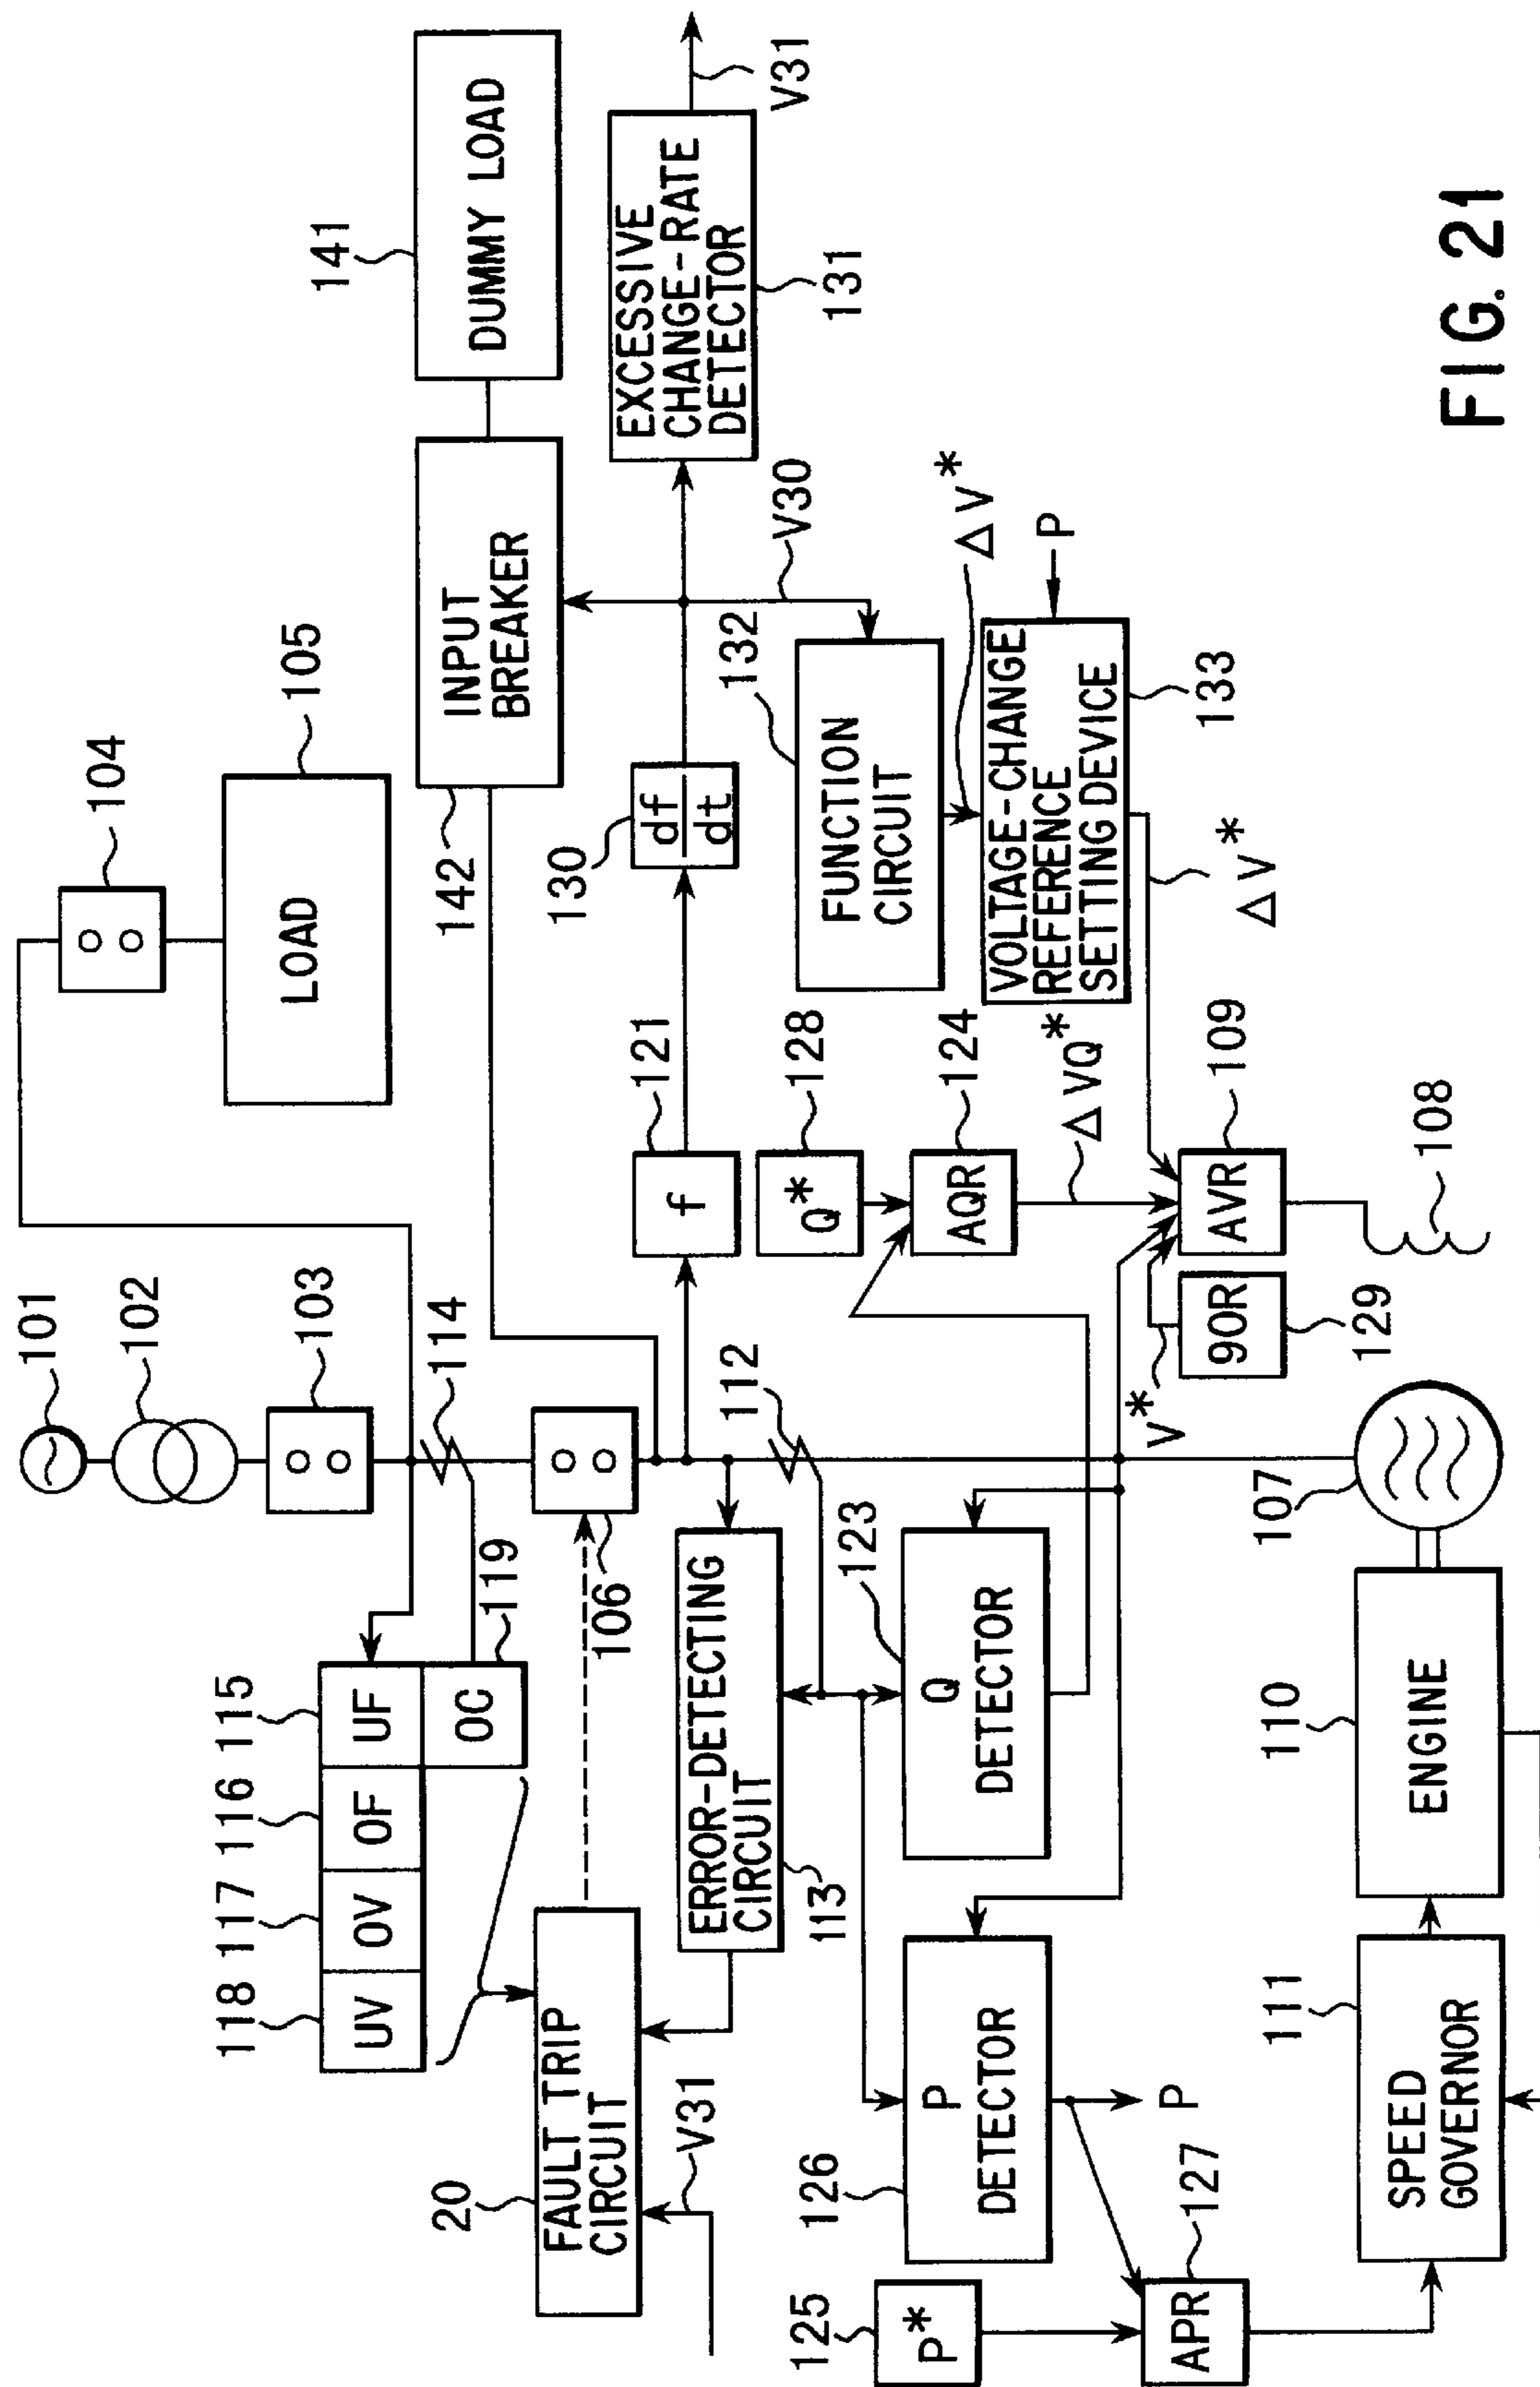 101
102
103
104
105
LOAD
114
118
117
116
115
UV
OV
OF
UF
OC
119
106
20
FAULT TRIP
CIRCUIT
V31
ERROR-DETECTING
CIRCUIT
113
112
121
f
130
df
dt
142
INPUT
BREAKER
141
DUMMY LOAD
EXCESSIVE
CHANGE-RATE
DETECTOR
131
V31
V30
132
FUNCTION
CIRCUIT
△V*
P
VOLTAGE-CHANGE
REFERENCE
SETTING DEVICE
133
△V*
128
Q*
124
AQR
△VQ*
109
AVR
108
90R
129
V*
123
Q
DETECTOR
126
P
DETECTOR
P
125
P*
127
APR
111
SPEED
GOVERNOR
110
ENGINE
107
FIG. 21